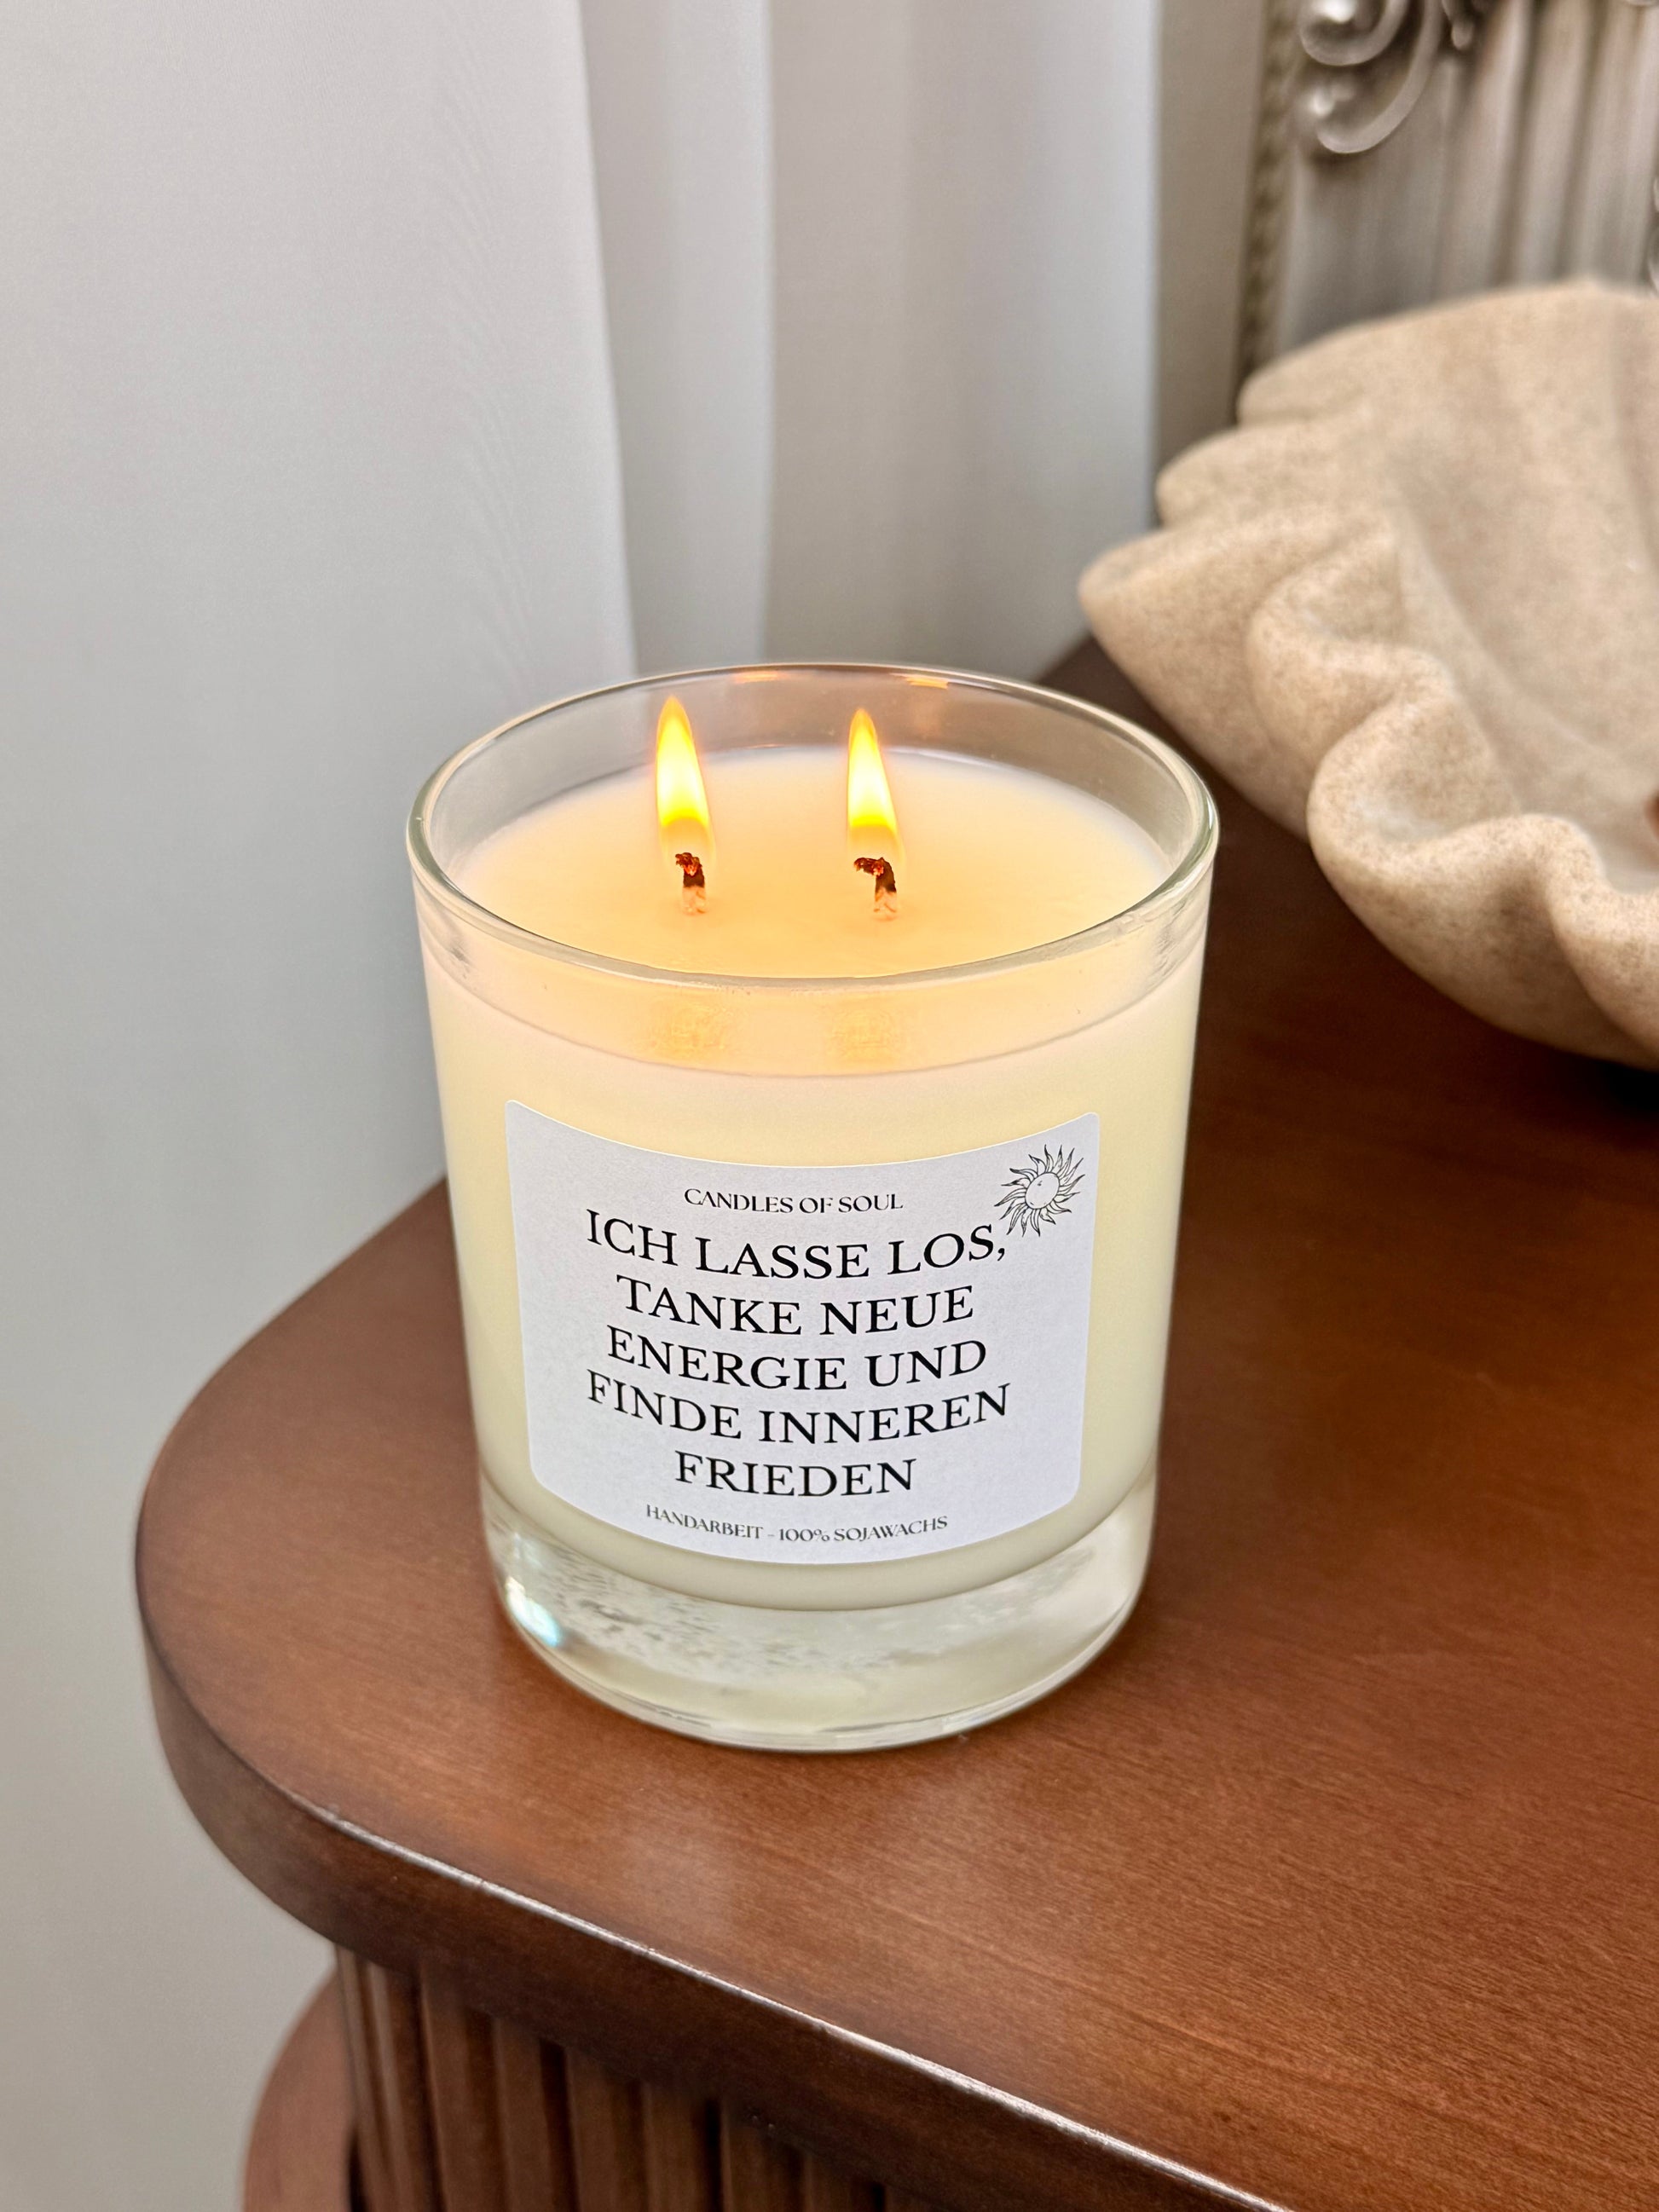 CANDLES OF SOUL
ICH LASSE LOS,
TANKE NEUE
ENERGIE UND
FINDE INNEREN
FRIEDEN
HANDARBEIT - 100% SOJAWACHS